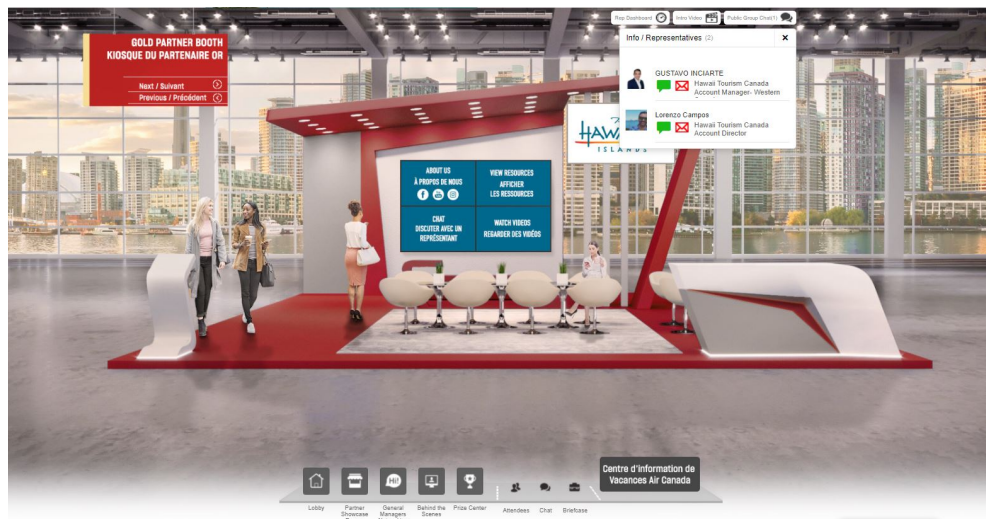 Rep Dashboard
Intro Video
Public Group Chat(1)
GOLD PARTNER BOOTH
KIOSQUE DU PARTENAIRE OR
Next / Suivant
Previous / Précédent
Info / Representatives (2)
GUSTAVO INCIARTE
Hawaii Tourism Canada
Account Manager- Western
Lorenzo Campos
Hawaii Tourism Canada
Account Director
HAW
ISLANDS
ABOUT US
À PROPOS DE NOUS
VIEW RESOURCES
AFFICHER
LES RESSOURCES
CHAT
DISCUTER AVEC UN
REPRÉSENTANT
WATCH VIDEOS
REGARDER DES VIDÉOS
Hi!
Centre d'information de
Vacances Air Canada
Lobby
Partner
Showcase
General
Managers
Behind the
Scenes
Prize Center
Attendees
Chat
Briefcase